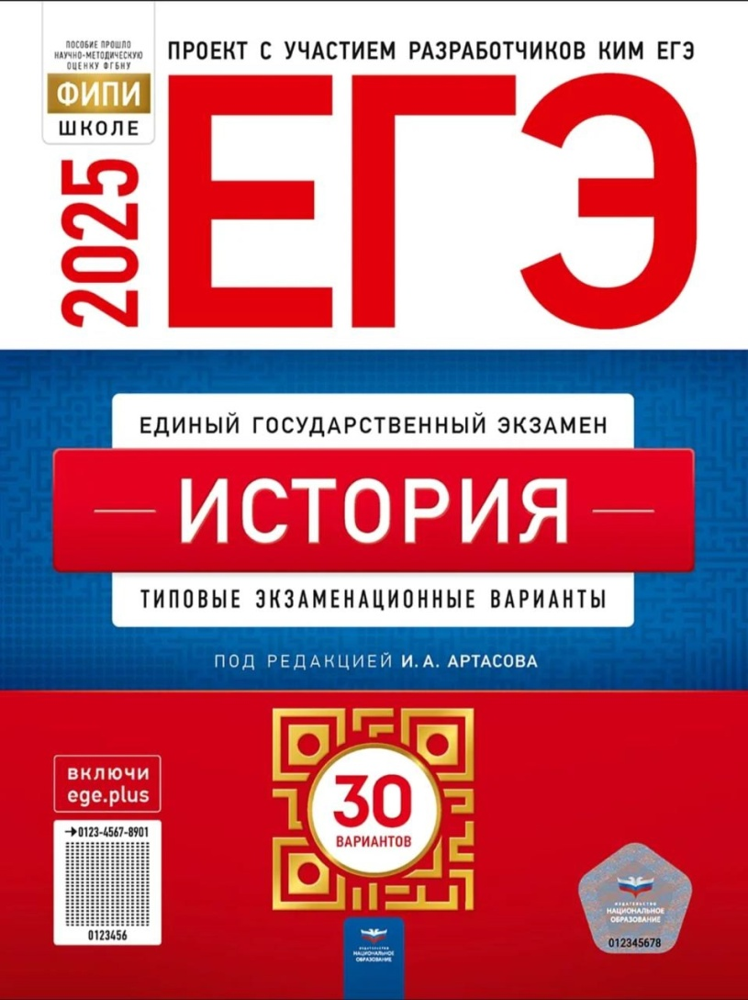 ПОСОБИЕ ПРОШЛО
НАУЧНО-МЕТОДИЧЕСКУЮ
ОЦЕНКУ ФГБНУ
ФИПИ
ШКОЛЕ
ПРОЕКТ С УЧАСТИЕМ РАЗРАБОТЧИКОВ КИМ ЕГЭ
2025
ЕГЭ
ЕДИНЫЙ ГОСУДАРСТВЕННЫЙ ЭКЗАМЕН
ИСТОРИЯ
ТИПОВЫЕ ЭКЗАМЕНАЦИОННЫЕ ВАРИАНТЫ
ПОД РЕДАКЦИЕЙ И. А. АРТАСОВА
30
ВАРИАНТОВ
ВКЛЮЧИ
ege.plus
→0123-4567-8901
0123456
ИЗДАТЕЛЬСТВО
НАЦИОНАЛЬНОЕ
ОБРАЗОВАНИЕ
012345678
ИЗДАТЕЛЬСТВО
НАЦИОНАЛЬНОЕ
ОБРАЗОВАНИЕ